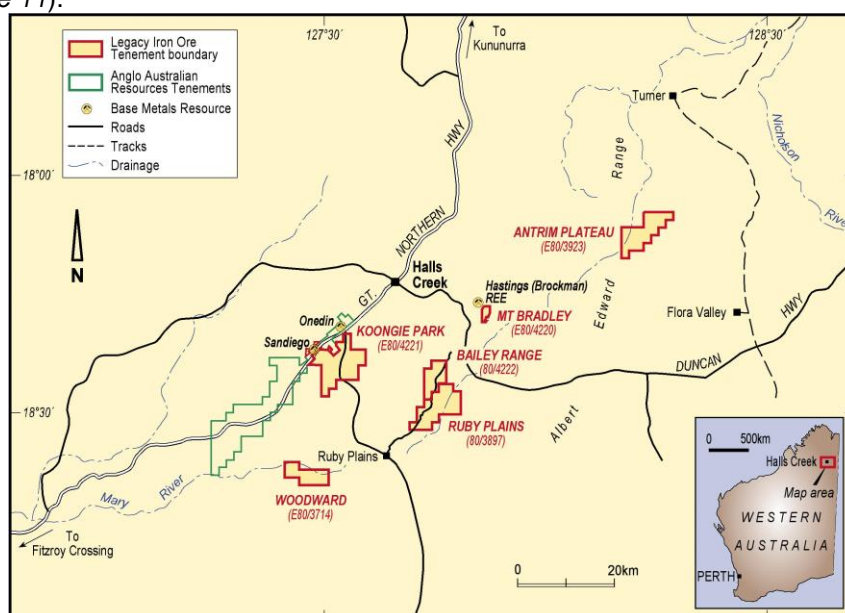 e 11).
127°30´
128°30´
Legacy Iron Ore
Tenement boundary
Anglo Australian
Resources Tenements
Base Metals Resource
Roads
Tracks
Drainage
To
Kununurra
HWY
NORTHERN
GT.
Turner
Nicholson
River
Range
Edward
Albert
18°00´
N
ANTRIM PLATEAU
(E80/3923)
Halls
Creek
Hastings (Brockman)
REE
MT BRADLEY
(E80/4220)
Flora Valley
HWY
DUNCAN
Onedin
Sandiego
KOONGIE PARK
(E80/4221)
BAILEY RANGE
(80/4222)
18°30´
RUBY PLAINS
(80/3897)
Ruby Plains
WOODWARD
(E80/3714)
Mary
River
To
Fitzroy Crossing
0
20km
0
500km
Halls Creek
Map area
WESTERN
AUSTRALIA
PERTH